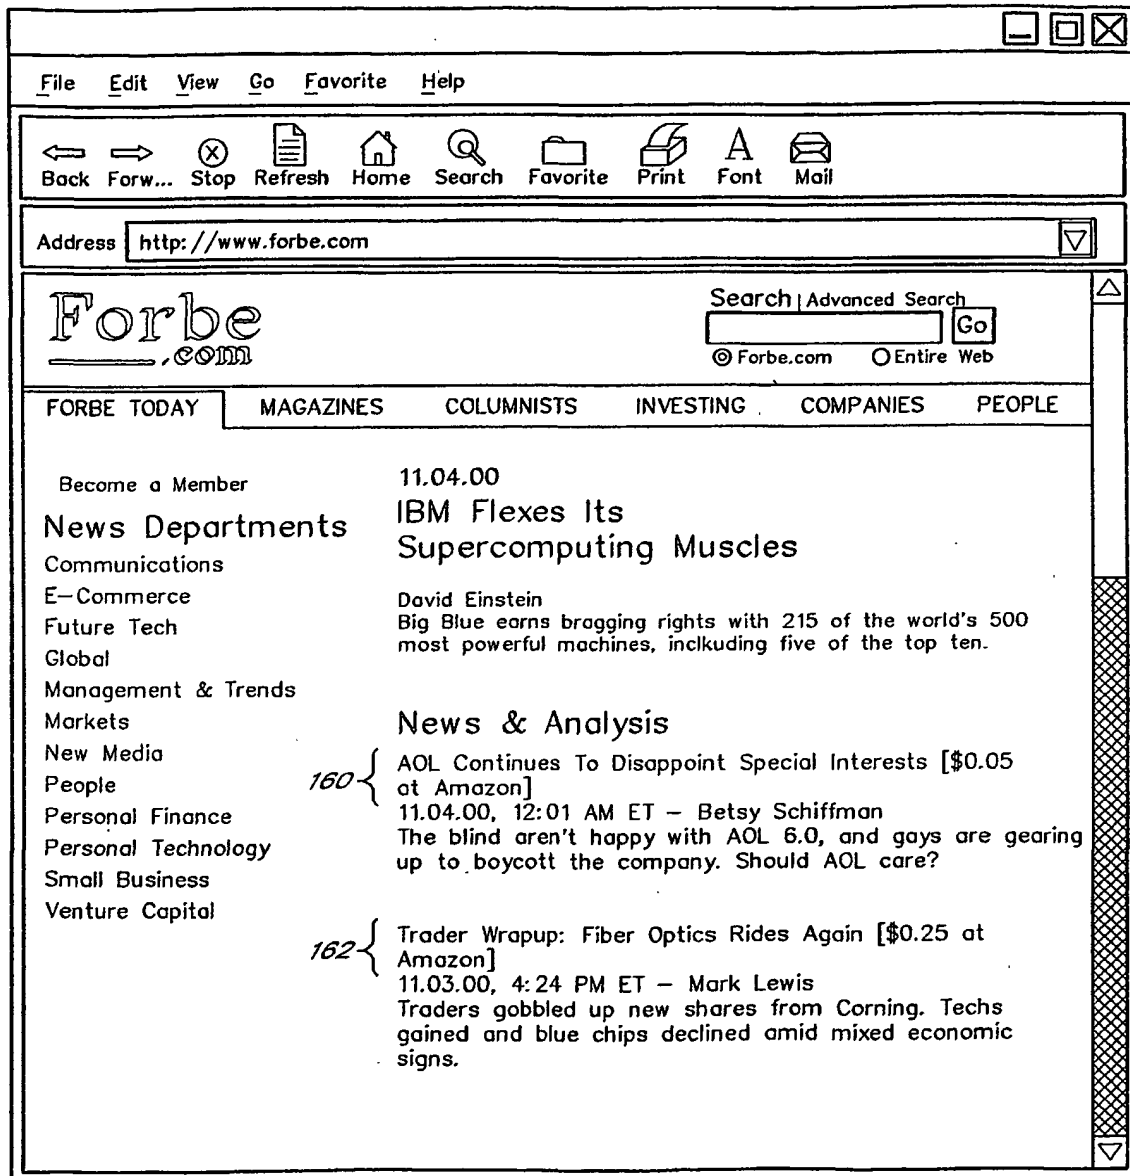 File Edit View Go Favorite Help
Back Forw... Stop Refresh Home Search Favorite Print Font Mail
Address http://www.forbe.com
Forbe
.com
Search | Advanced Search
Go
Forbe.com Entire Web
FORBE TODAY MAGAZINES COLUMNISTS INVESTING COMPANIES PEOPLE
Become a Member
News Departments
Communications
E-Commerce
Future Tech
Global
Management & Trends
Markets
New Media
People
Personal Finance
Personal Technology
Small Business
Venture Capital
11.04.00
IBM Flexes Its
Supercomputing Muscles
David Einstein
Big Blue earns bragging rights with 215 of the world's 500
most powerful machines, inclkuding five of the top ten.
News & Analysis
160
AOL Continues To Disappoint Special Interests [$0.05
at Amazon]
11.04.00, 12:01 AM ET – Betsy Schiffman
The blind aren't happy with AOL 6.0, and gays are gearing
up to boycott the company. Should AOL care?
162
Trader Wrapup: Fiber Optics Rides Again [$0.25 at
Amazon]
11.03.00, 4:24 PM ET – Mark Lewis
Traders gobbled up new shares from Corning. Techs
gained and blue chips declined amid mixed economic
signs.